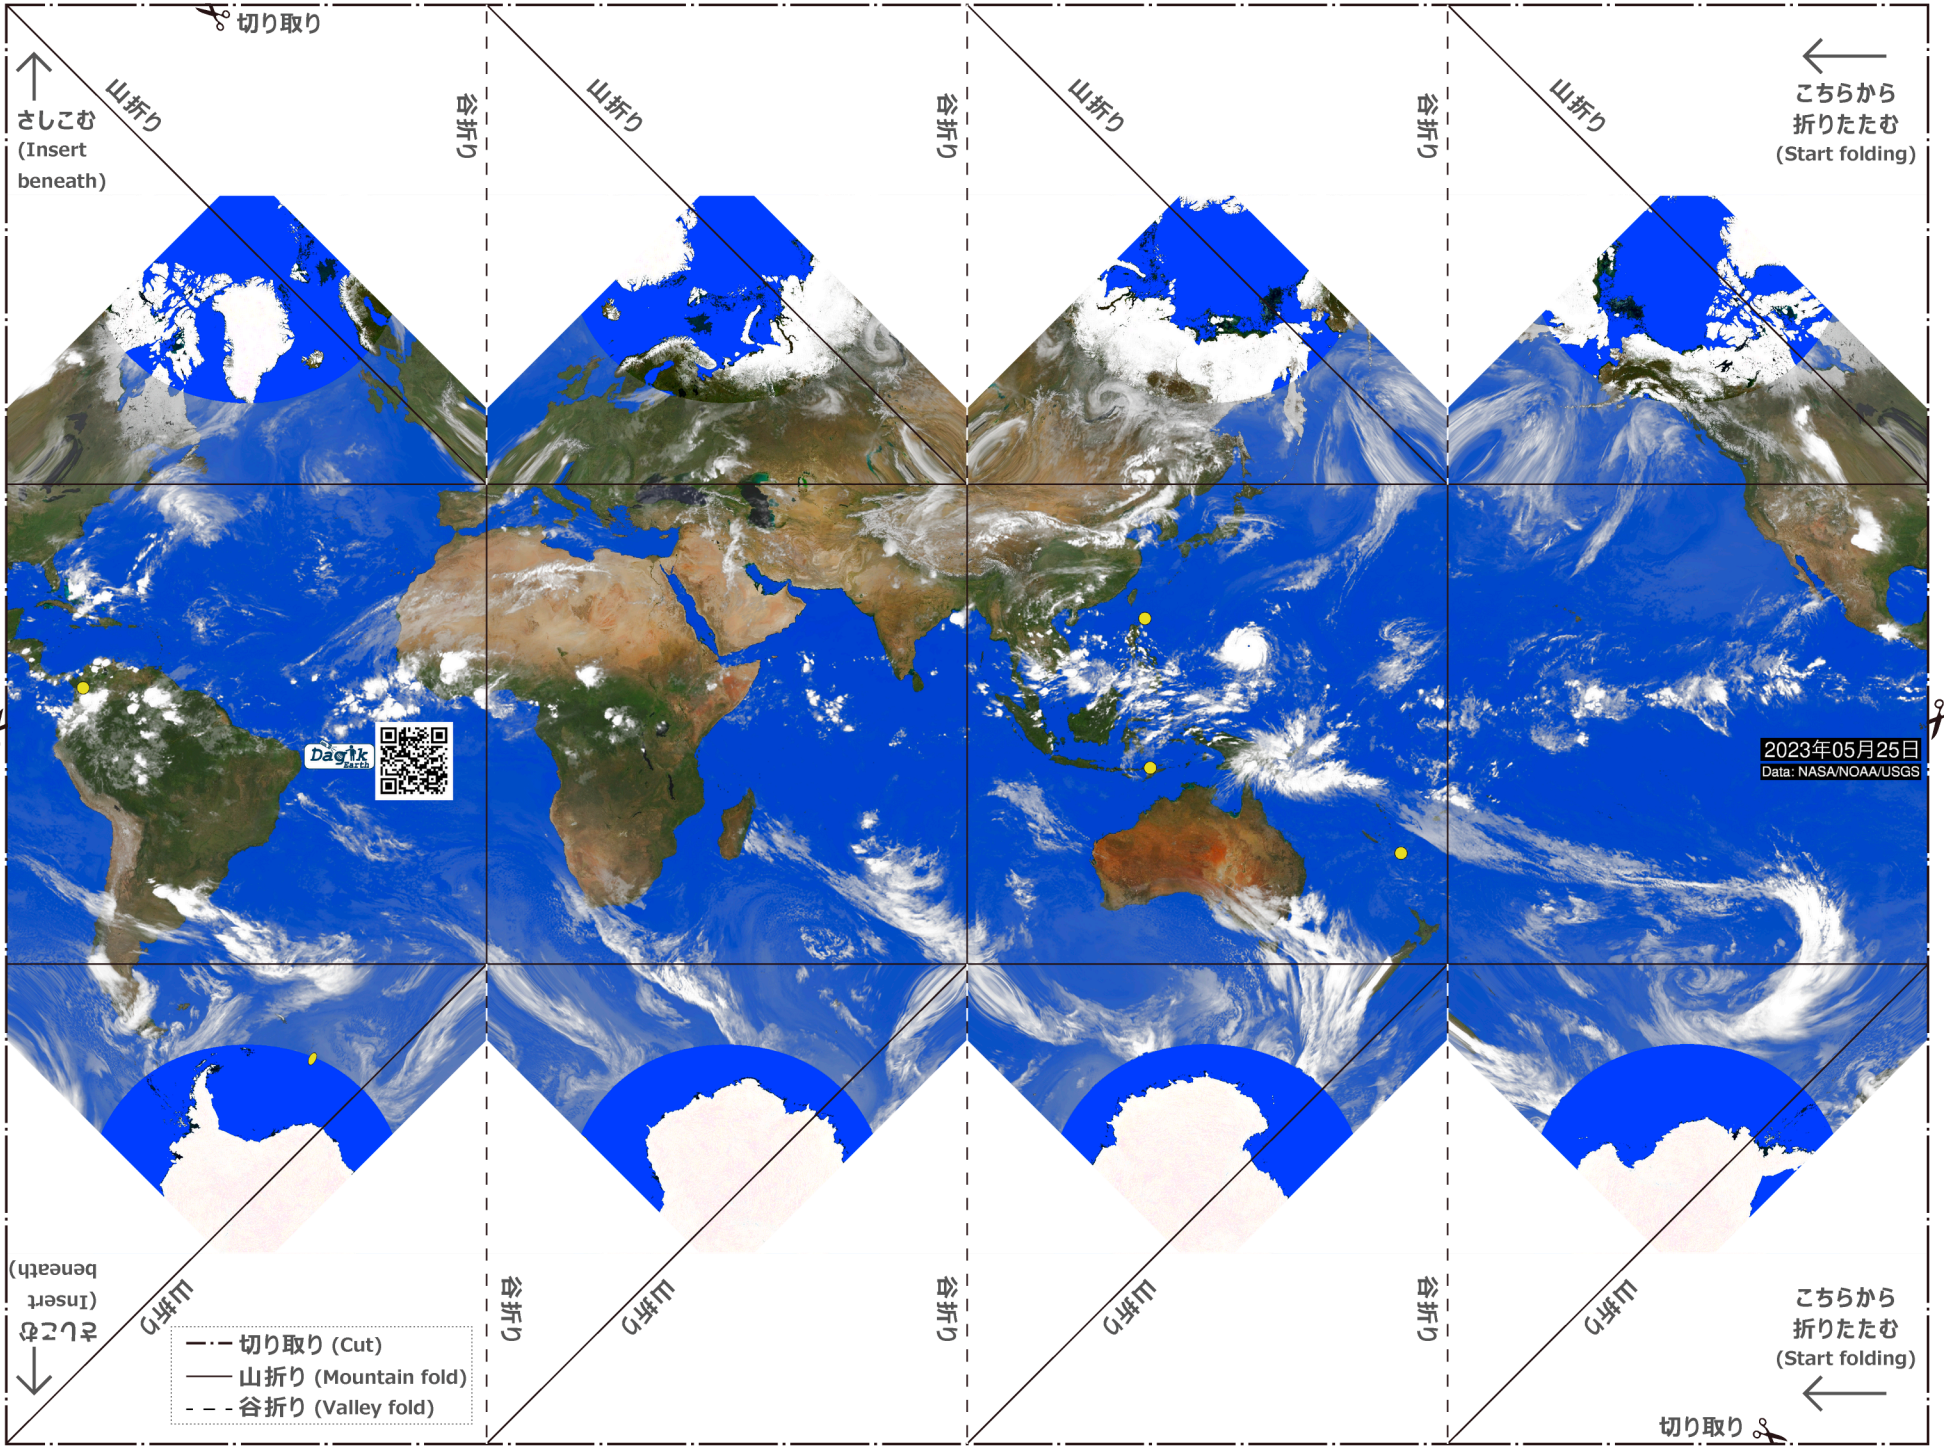 切り取り
山折り
谷折り
山折り
谷折り
山折り
谷折り
山折り
さしこむ
(Insert
beneath)
こちらから
折りたたむ
(Start folding)
Dagik
Earth
2023年05月25日
Data: NASA/NOAA/USGS
さしこむ
(Insert
beneath)
山折り
谷折り
山折り
谷折り
山折り
谷折り
山折り
こちらから
折りたたむ
(Start folding)
切り取り (Cut)
山折り (Mountain fold)
谷折り (Valley fold)
切り取り